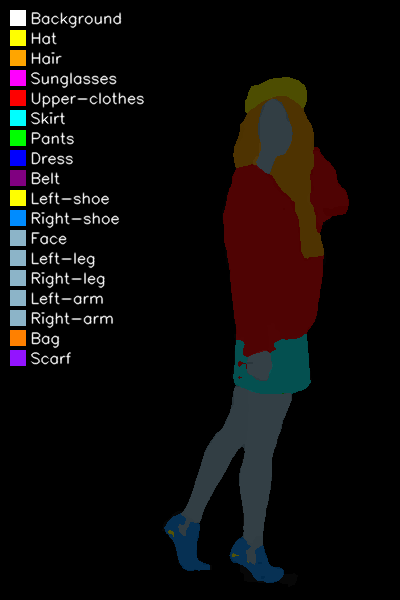 Background
Hat
Hair
Sunglasses
Upper-clothes
Skirt
Pants
Dress
Belt
Left-shoe
Right-shoe
Face
Left-leg
Right-leg
Left-arm
Right-arm
Bag
Scarf